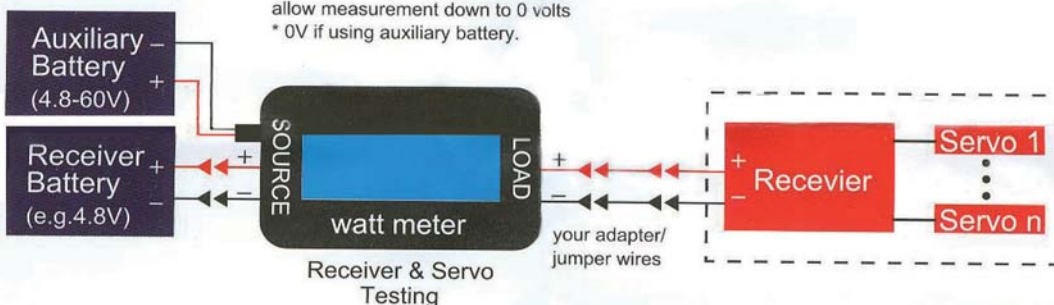 allow measurement down to 0 volts
* 0V if using auxiliary battery.
Auxiliary −
Battery +
(4.8-60V)
Receiver +
Battery −
(e.g.4.8V)
SOURCE
+
−
watt meter
LOAD
+
−
Receiver & Servo
Testing
your adapter/
jumper wires
+
−
Recevier
Servo 1
Servo n